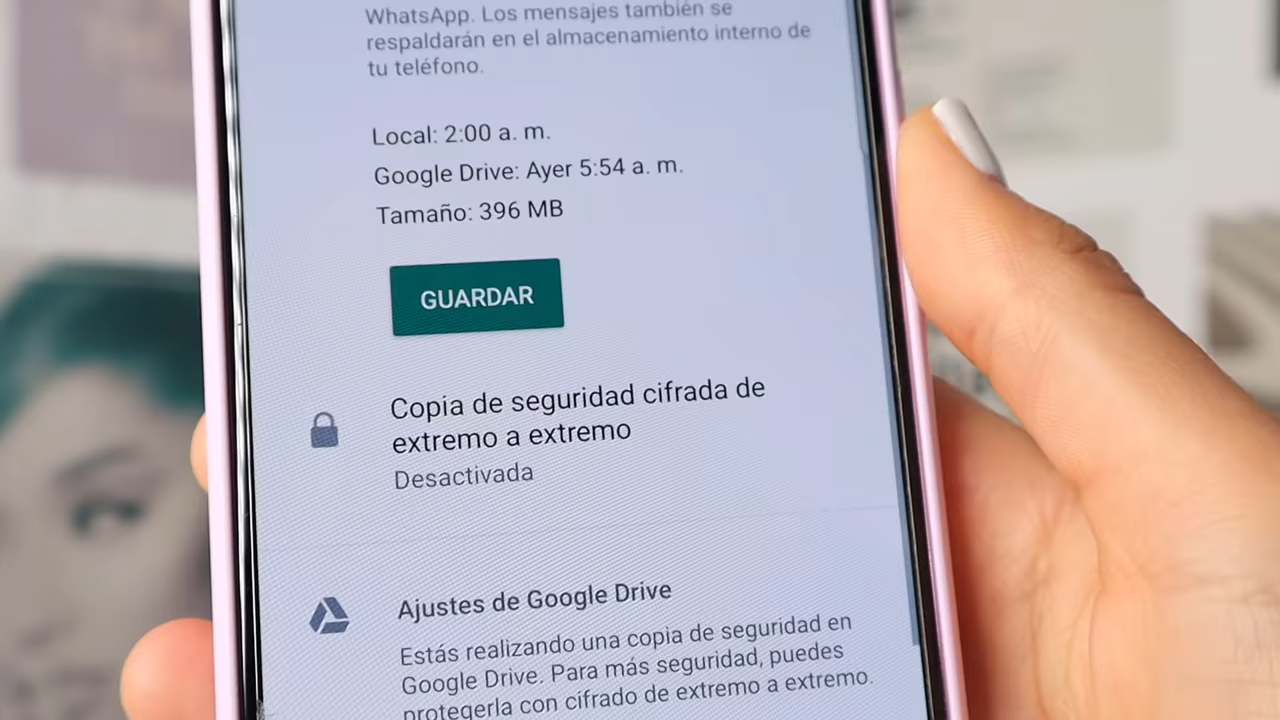 WhatsApp. Los mensajes también se
respaldarán en el almacenamiento interno de
tu teléfono.
Local: 2:00 a. m.
Google Drive: Ayer 5:54 a. m.
Tamaño: 396 MB
GUARDAR
Copia de seguridad cifrada de
extremo a extremo
Desactivada
Ajustes de Google Drive
Estás realizando una copia de seguridad en
Google Drive. Para más seguridad, puedes
protegerla con cifrado de extremo a extremo.